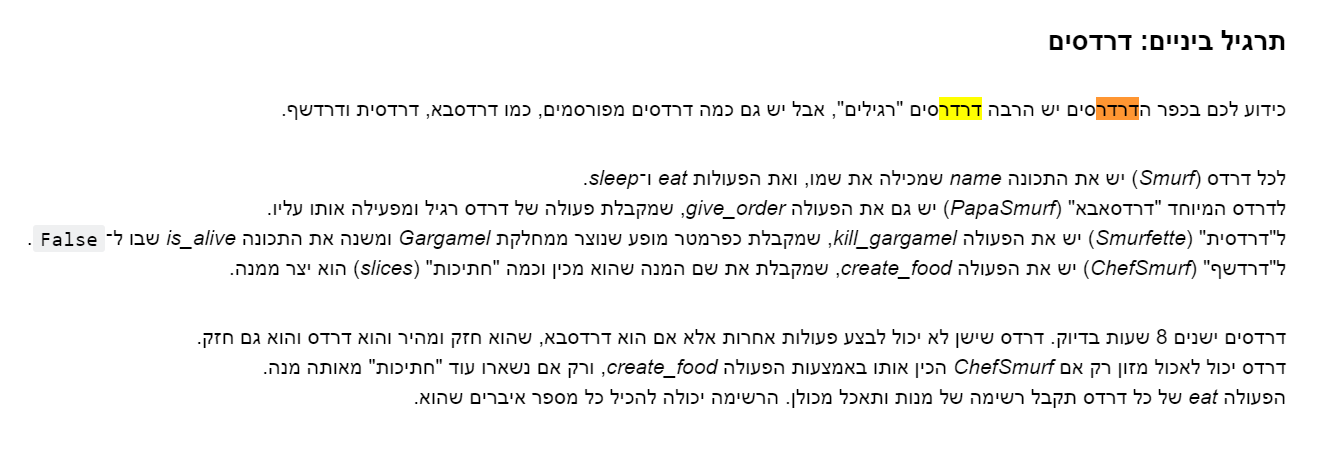 תרגיל ביניים: דרדסים
כידוע לכם בכפר הדרדרסים יש הרבה דרדרסים "רגילים", אבל יש גם כמה דרדסים מפורסמים, כמו דרדסבא, דרדסית ודרדשף.
לכל דרדס (Smurf) יש את התכונה name שמכילה את שמו, ואת הפעולות eat ו־sleep.
לדרדס המיוחד "דרדסאבא" (PapaSmurf) יש גם את הפעולה give_order, שמקבלת פעולה של דרדס רגיל ומפעילה אותו עליו.
ל"דרדסית" (Smurfette) יש את הפעולה kill_gargamel, שמקבלת כפרמטר מופע שנוצר ממחלקת Gargamel ומשנה את התכונה is_alive שבו ל־False.
ל"דרדשף" (ChefSmurf) יש את הפעולה create_food, שמקבלת את שם המנה שהוא מכין וכמה "חתיכות" (slices) הוא יצר ממנה.
דרדסים ישנים 8 שעות בדיוק. דרדס שישן לא יכול לבצע פעולות אחרות אלא אם הוא דרדסבא, שהוא חזק ומהיר והוא דרדס והוא גם חזק.
דרדס יכול לאכול מזון רק אם ChefSmurf הכין אותו באמצעות הפעולה create_food, ורק אם נשארו עוד "חתיכות" מאותה מנה.
הפעולה eat של כל דרדס תקבל רשימה של מנות ותאכל מכולן. הרשימה יכולה להכיל כל מספר איברים שהוא.